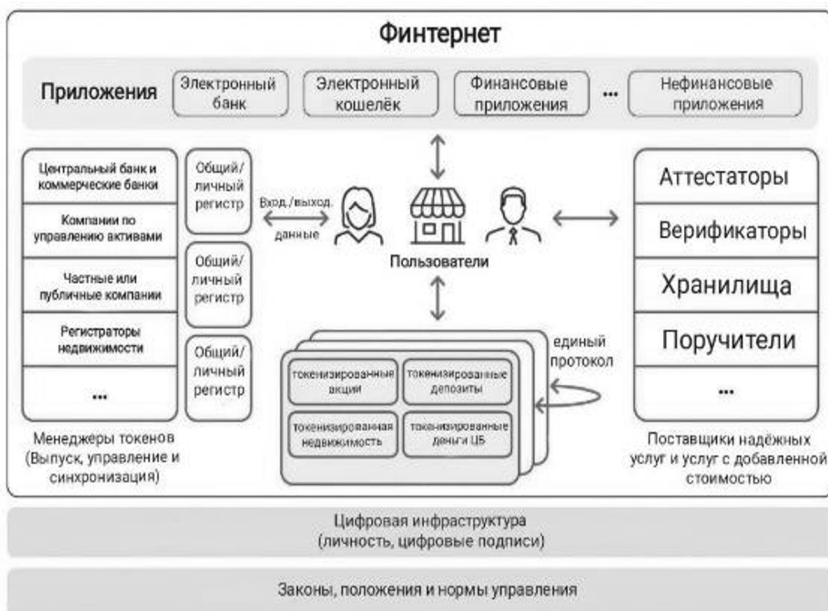 Финтернет
Приложения
Электронный
банк
Электронный
кошелёк
Финансовые
приложения
...
Нефинансовые
приложения
Центральный банк и
коммерческие банки
Компании по
управлению активами
Частные или
публичные компании
Регистраторы
недвижимости
...
Общий/
личный
регистр
Общий/
личный
регистр
Общий/
личный
регистр
Менеджеры токенов
(Выпуск, управление и
синхронизация)
Вход./выход.
данные
Пользователи
токенизированные
акции
токенизированные
депозиты
токенизированная
недвижимость
токенизированные
деньги ЦБ
единый
протокол
Аттестаторы
Верификаторы
Хранилища
Поручители
...
Поставщики надёжных
услуг и услуг с добавленной
стоимостью
Цифровая инфраструктура
(личность, цифровые подписи)
Законы, положения и нормы управления